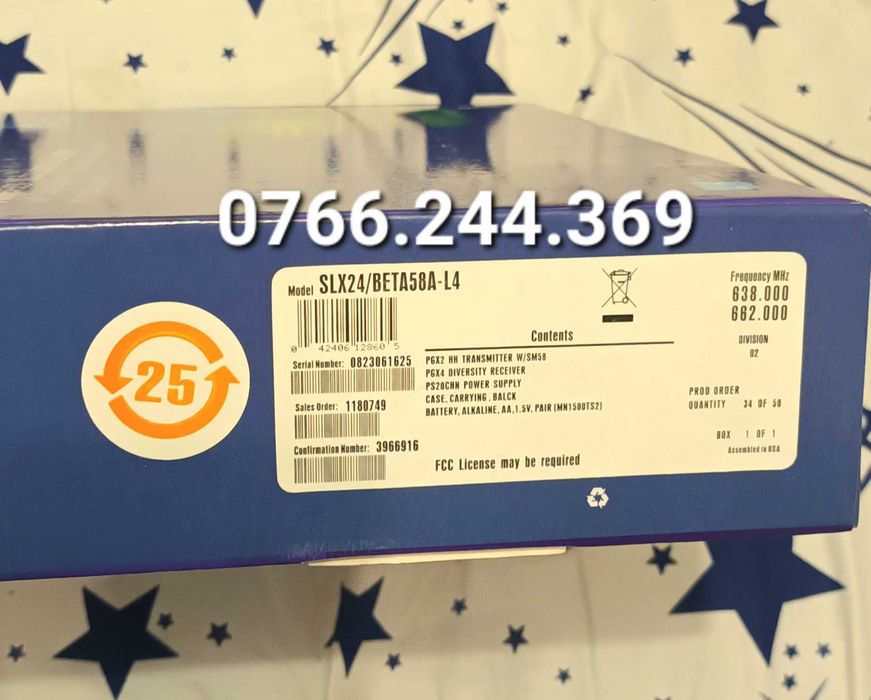 0766.244.369
Model SLX24/BETA58A-L4
0 42406 12860 5
Serial Number: 0823061625
Sales Order: 1180749
Confirmation Number: 3966916
Contents
PGX2 HH TRANSMITTER W/SM58
PGX4 DIVERSITY RECEIVER
PS20CHN POWER SUPPLY
CASE, CARRYING, BALCK
BATTERY, ALKALINE, AA,1.5V, PAIR (MN1500TS2)
FCC License may be required
Frequency MHz
638.000
662.000
DIVISION
02
PROD ORDER
QUANTITY 34 OF 50
BOX 1 OF 1
Assembled in USA
25